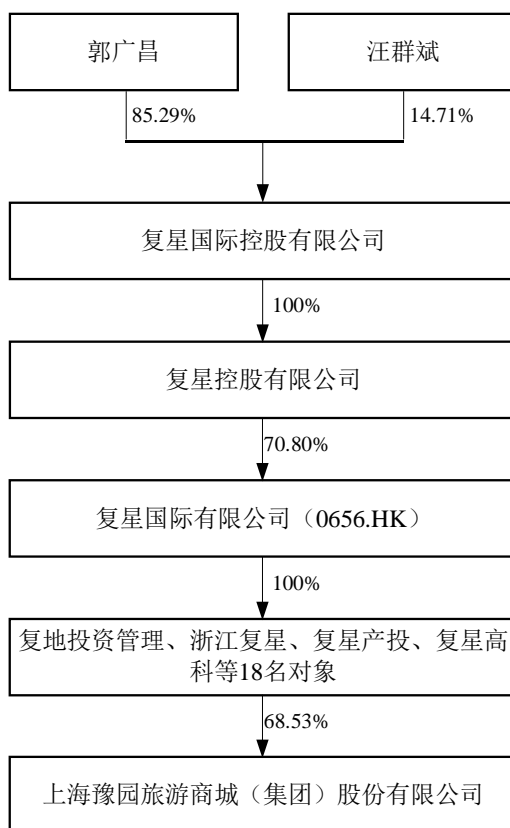 郭广昌
汪群斌
85.29%
14.71%
复星国际控股有限公司
100%
复星控股有限公司
70.80%
复星国际有限公司（0656.HK）
100%
复地投资管理、浙江复星、复星产投、复星高
科等18名对象
68.53%
上海豫园旅游商城（集团）股份有限公司